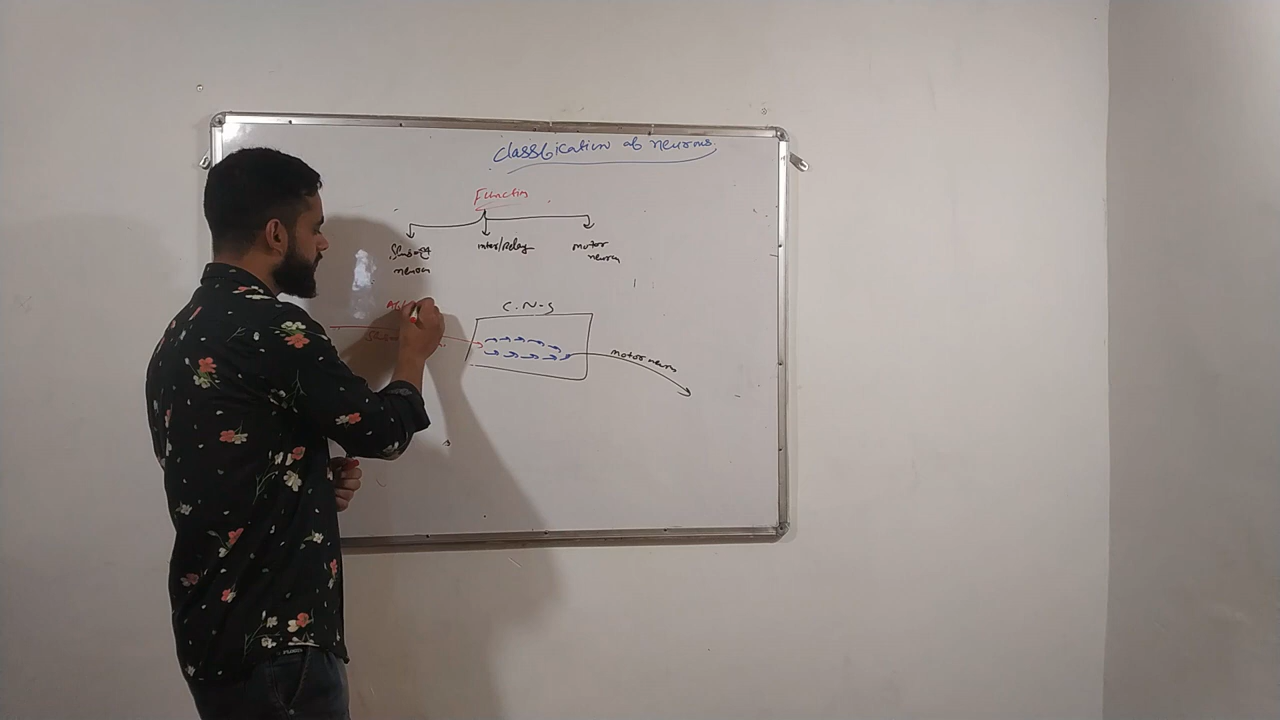 Classification of neurons.
Function
Sensory neuron
Inter/Relay
motor neuron
C.N.S
motor neuron